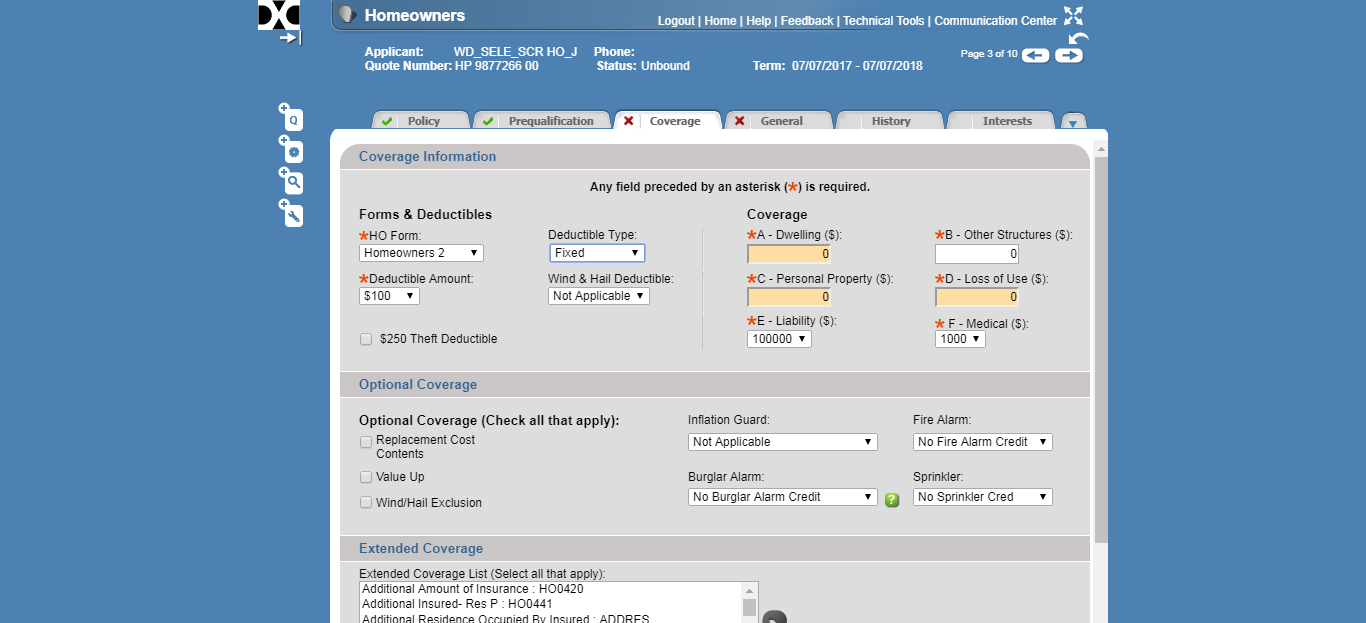 Homeowners
Logout | Home | Help | Feedback | Technical Tools | Communication Center
Applicant: WD_SELE_SCR HO_J Phone:
Quote Number: HP 9877266 00 Status: Unbound Term: 07/07/2017 - 07/07/2018
Page 3 of 10
Policy Prequalification Coverage General History Interests
Q
Coverage Information
Any field preceded by an asterisk (*) is required.
Forms & Deductibles Coverage
*HO Form: Deductible Type: *A - Dwelling ($): *B - Other Structures ($):
Homeowners 2 Fixed 0 0
*Deductible Amount: Wind & Hail Deductible: *C - Personal Property ($): *D - Loss of Use ($):
$100 Not Applicable 0 0
*E - Liability ($): * F - Medical ($):
$250 Theft Deductible 100000 1000
Optional Coverage
Optional Coverage (Check all that apply): Inflation Guard: Fire Alarm:
Replacement Cost Not Applicable No Fire Alarm Credit
Contents
Value Up Burglar Alarm: Sprinkler:
Wind/Hail Exclusion No Burglar Alarm Credit ? No Sprinkler Cred
Extended Coverage
Extended Coverage List (Select all that apply):
Additional Amount of Insurance : HO0420
Additional Insured- Res P : HO0441
Additional Residence Occupied By Insured : ADDRES